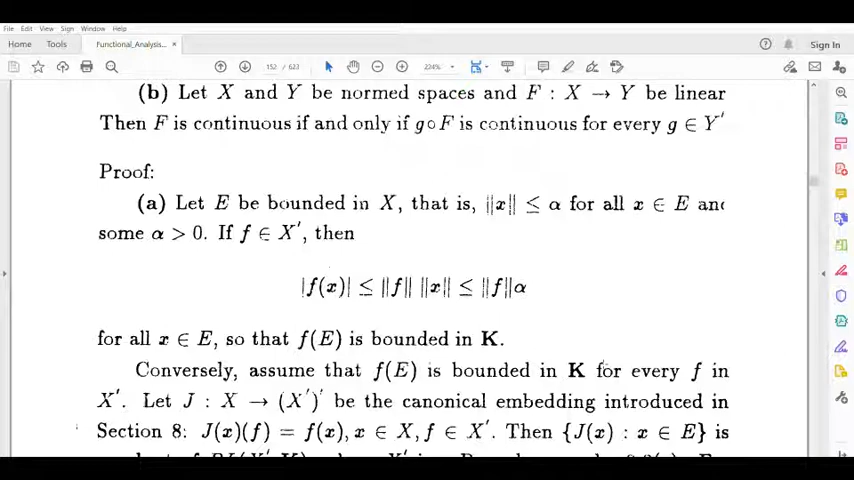 File Edit View Sign Window Help
Home Tools Functional_Analysis... × Sign In
152 / 623 224%
(b) Let X and Y be normed spaces and F : X → Y be linear
Then F is continuous if and only if g∘F is continuous for every g ∈ Y'
Proof:
(a) Let E be bounded in X, that is, ||x|| ≤ α for all x ∈ E and
some α > 0. If f ∈ X', then
|f(x)| ≤ ||f|| ||x|| ≤ ||f||α
for all x ∈ E, so that f(E) is bounded in K.
Conversely, assume that f(E) is bounded in K for every f in
X'. Let J : X → (X')' be the canonical embedding introduced in
Section 8: J(x)(f) = f(x), x ∈ X, f ∈ X'. Then {J(x) : x ∈ E} is